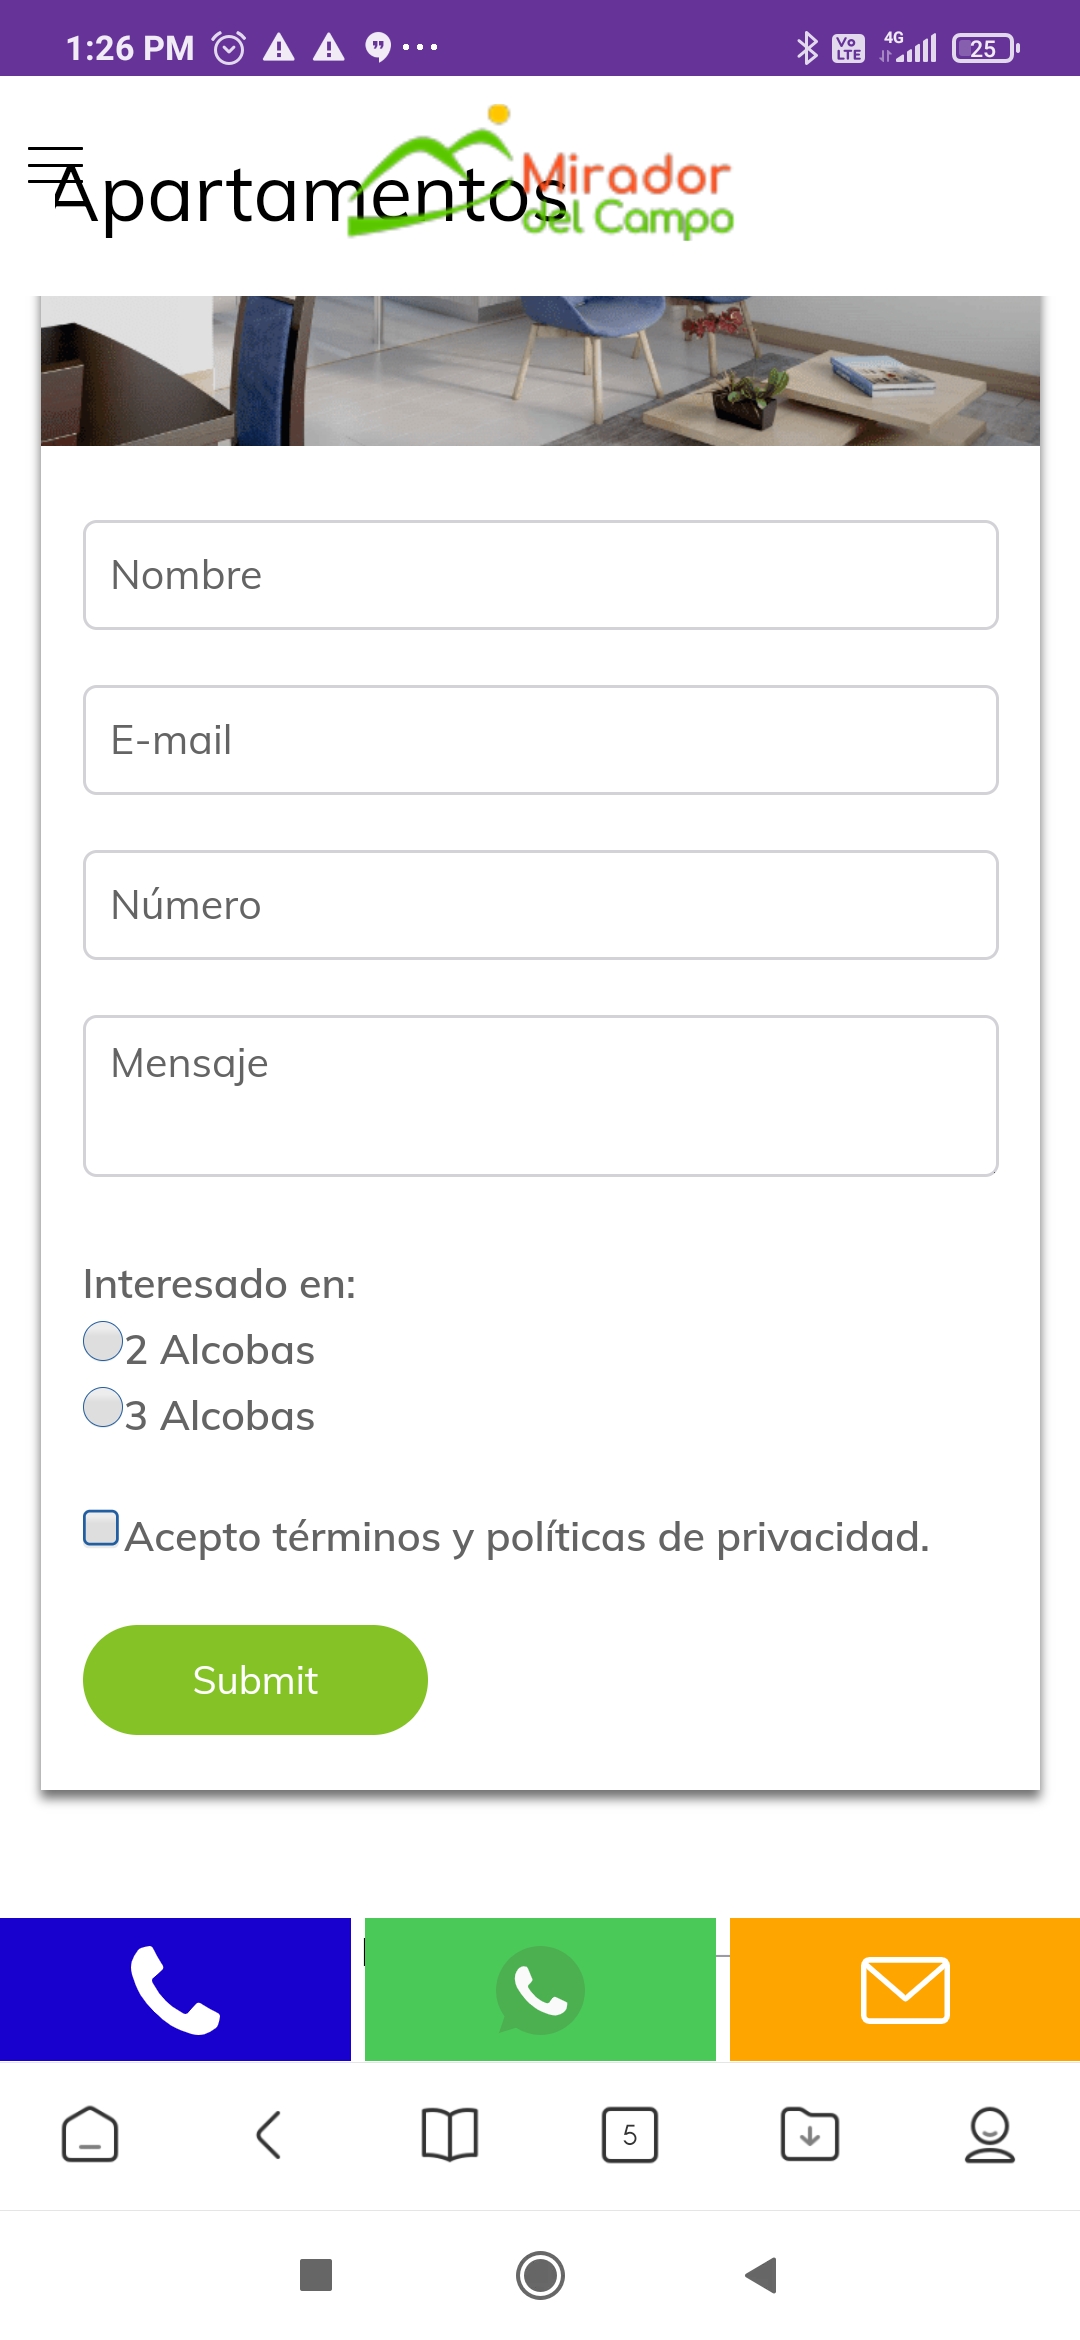 1:26 PM
Vo LTE
4G
25
Apartamentos
Mirador
del Campo
Nombre
E-mail
Número
Mensaje
Interesado en:
2 Alcobas
3 Alcobas
Acepto términos y políticas de privacidad.
Submit
5